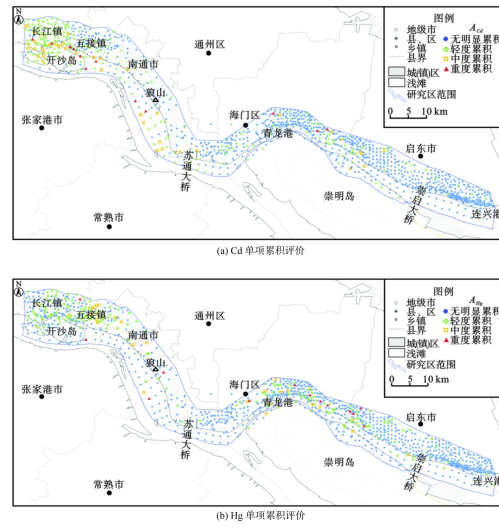 长江镇
五接镇
开沙岛
南通市
通州区
狼山
张家港市
海门区
青龙港
苏通大桥
常熟市
崇明岛
启东市
崇启大桥
连兴港
N
图例
A_Cd
地级市
县、区
乡镇
县界
城(镇)区
浅滩
研究区范围
无明显累积
轻度累积
中度累积
重度累积
0 5 10 km
(a) Cd 单项累积评价
长江镇
五接镇
开沙岛
南通市
通州区
狼山
张家港市
海门区
青龙港
苏通大桥
常熟市
崇明岛
启东市
崇启大桥
连兴港
N
图例
A_Hg
地级市
县、区
乡镇
县界
城(镇)区
浅滩
研究区范围
无明显累积
轻度累积
中度累积
重度累积
0 5 10 km
(b) Hg 单项累积评价